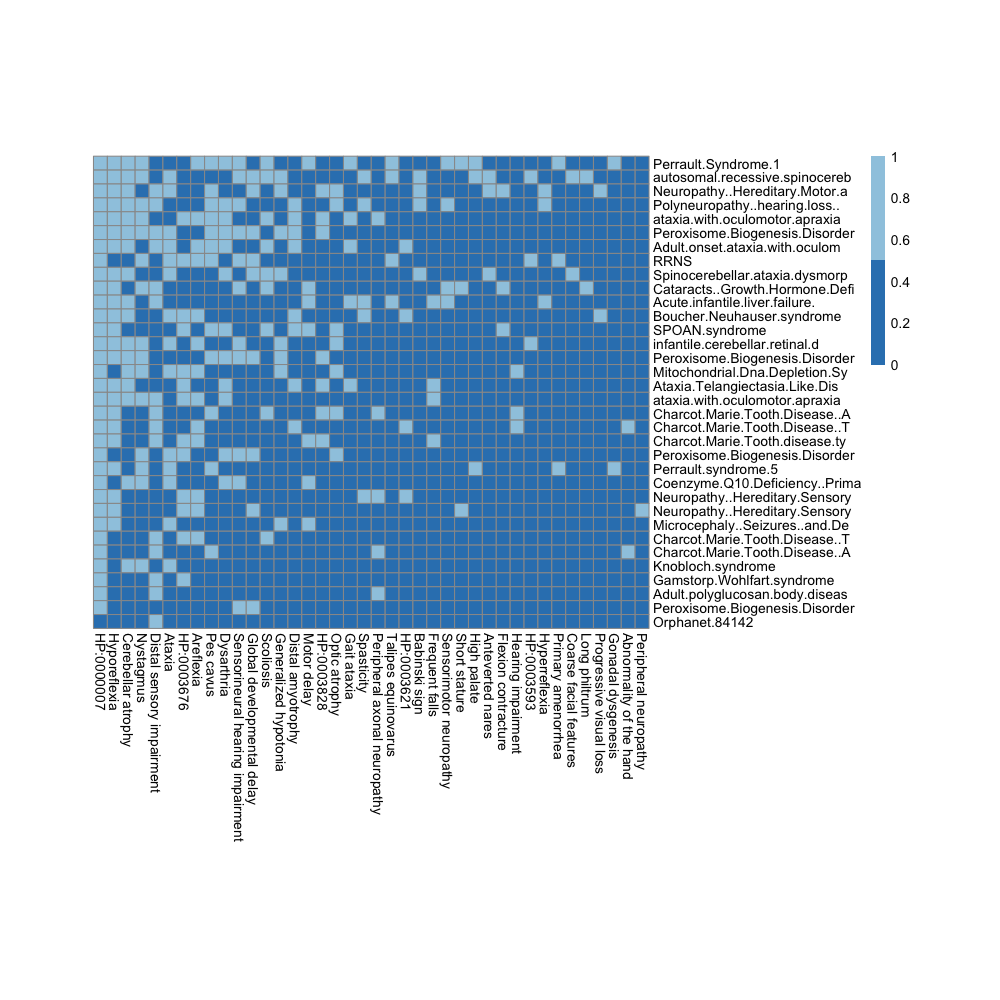 Perrault.Syndrome.1
autosomal.recessive.spinocereb
Neuropathy..Hereditary.Motor.a
Polyneuropathy..hearing.loss..
ataxia.with.oculomotor.apraxia
Peroxisome.Biogenesis.Disorder
Adult.onset.ataxia.with.oculom
RRNS
Spinocerebellar.ataxia.dysmorp
Cataracts..Growth.Hormone.Defi
Acute.infantile.liver.failure.
Boucher.Neuhauser.syndrome
SPOAN.syndrome
infantile.cerebellar.retinal.d
Peroxisome.Biogenesis.Disorder
Mitochondrial.Dna.Depletion.Sy
Ataxia.Telangiectasia.Like.Dis
ataxia.with.oculomotor.apraxia
Charcot.Marie.Tooth.Disease..A
Charcot.Marie.Tooth.Disease..T
Charcot.Marie.Tooth.disease.ty
Peroxisome.Biogenesis.Disorder
Perrault.syndrome.5
Coenzyme.Q10.Deficiency..Prima
Neuropathy..Hereditary.Sensory
Neuropathy..Hereditary.Sensory
Microcephaly..Seizures..and.De
Charcot.Marie.Tooth.Disease..T
Charcot.Marie.Tooth.Disease..A
Knobloch.syndrome
Gamstorp.Wohlfart.syndrome
Adult.polyglucosan.body.diseas
Peroxisome.Biogenesis.Disorder
Orphanet.84142
1
0.8
0.6
0.4
0.2
0
HP:0000007
Hyporeflexia
Cerebellar atrophy
Nystagmus
Distal sensory impairment
Ataxia
HP:0003676
Areflexia
Pes cavus
Dysarthria
Sensorineural hearing impairment
Global developmental delay
Scoliosis
Generalized hypotonia
Distal amyotrophy
Motor delay
HP:0003828
Optic atrophy
Gait ataxia
Spasticity
Peripheral axonal neuropathy
Talipes equinovarus
HP:0003621
Babinski sign
Frequent falls
Sensorimotor neuropathy
Short stature
High palate
Anteverted nares
Flexion contracture
Hearing impairment
HP:0003593
Hyperreflexia
Primary amenorrhea
Coarse facial features
Long philtrum
Progressive visual loss
Gonadal dysgenesis
Abnormality of the hand
Peripheral neuropathy